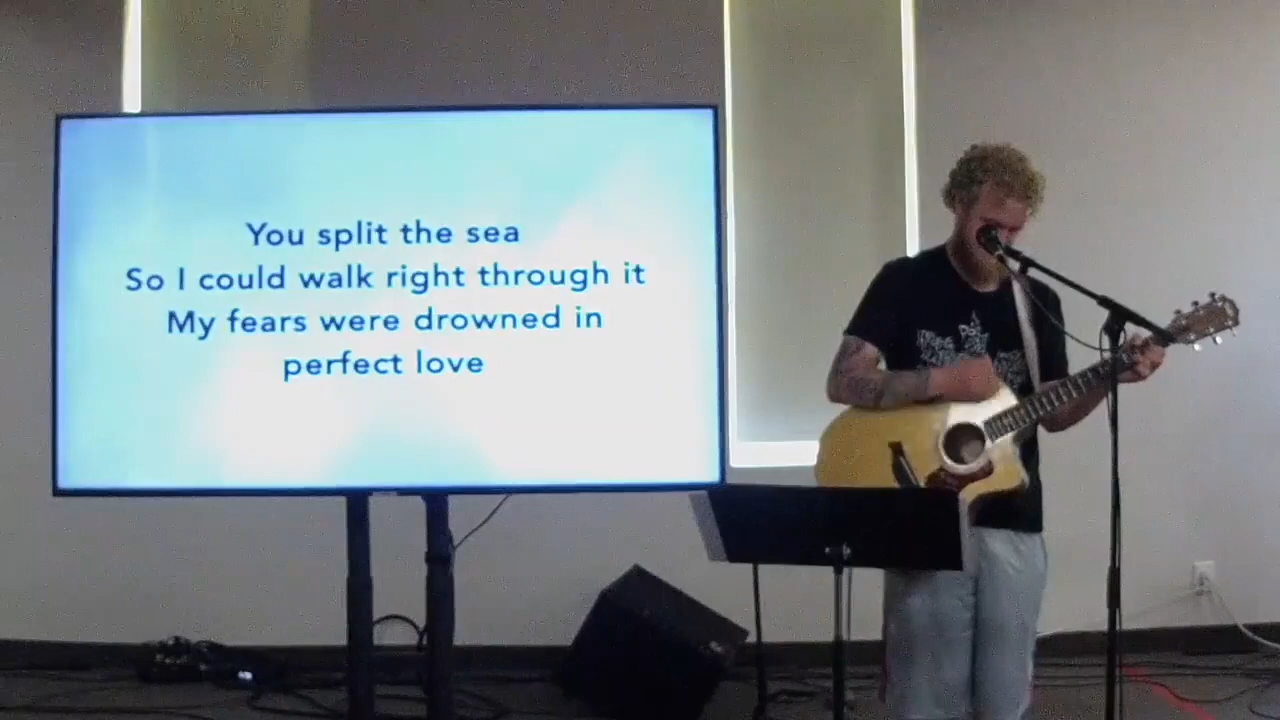 You split the sea
So I could walk right through it
My fears were drowned in
perfect love